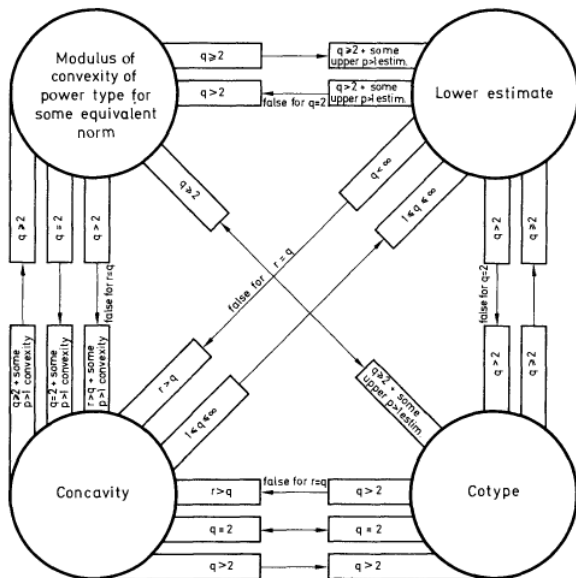 Modulus of
convexity of
power type for
some equivalent
norm
q⩾2
q⩾2 + some
upper p>1 estim.
q>2
false for q=2
q>2 + some
upper p>1 estim.
Lower estimate
q⩾2
q<∞
1≤q≤∞
q⩾2
q=2
q>2
q>2
q⩾2
false for r=q
false for
r = q
false for q=2
q⩾2 + some
p>1 convexity
q=2 + some
p>1 convexity
r>q + some
p>1 convexity
r>q
1≤q≤∞
q⩾2 + some
upper p>1 estim.
q>2
q⩾2
Concavity
r>q
false for r=q
q>2
q=2
q=2
q>2
q>2
Cotype